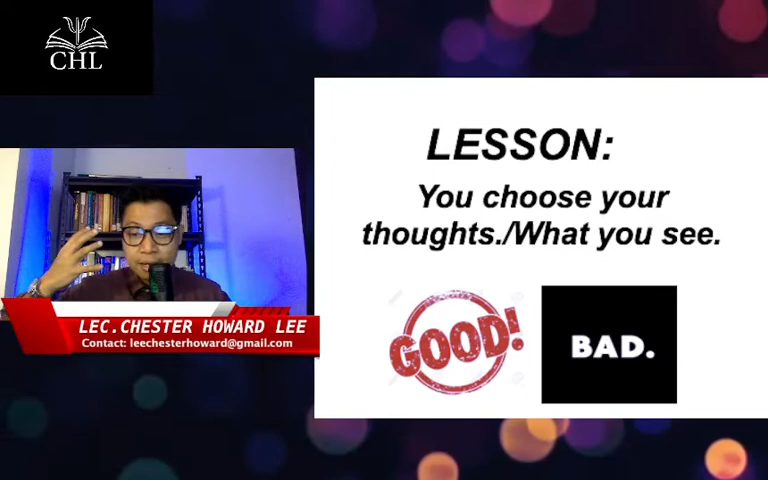 CHL
LESSON:
You choose your
thoughts./What you see.
GOOD!
BAD.
LEC.CHESTER HOWARD LEE
Contact: leechesterhoward@gmail.com